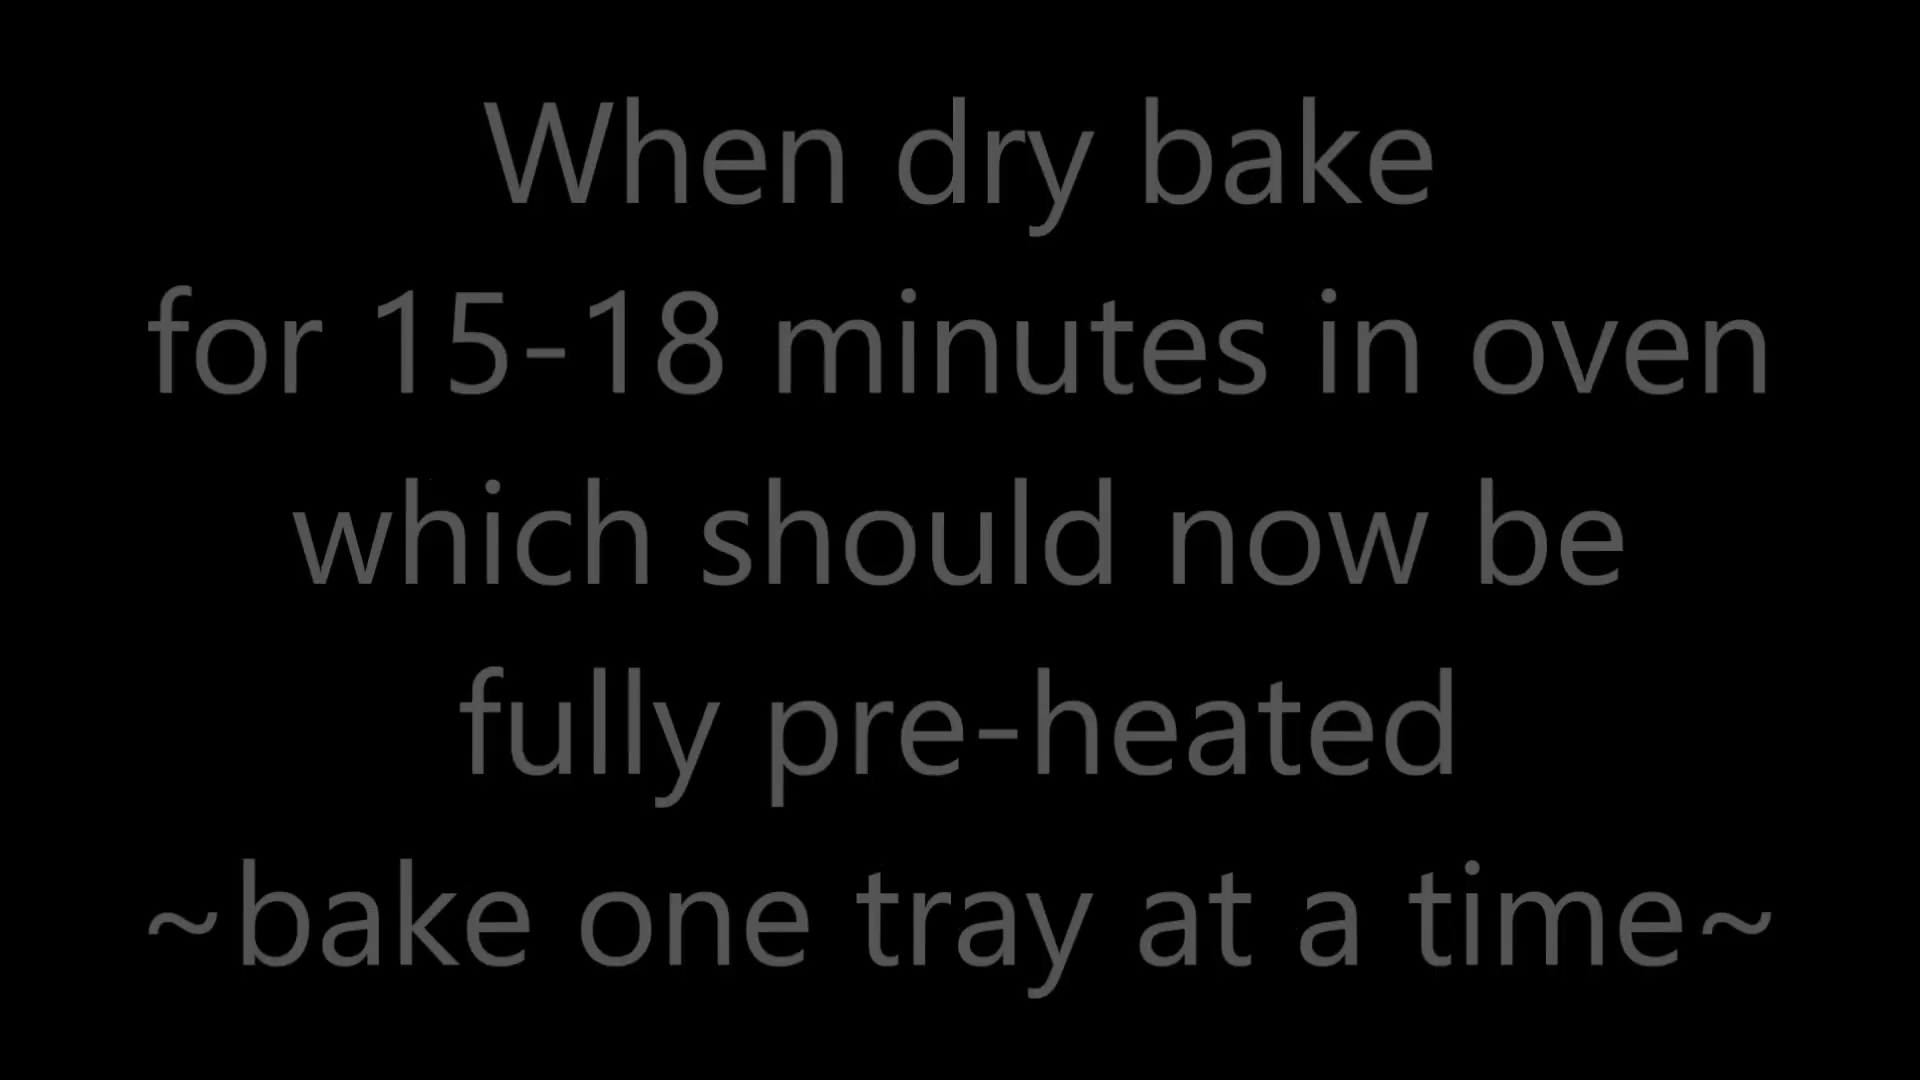 When dry bake
for 15-18 minutes in oven
which should now be
fully pre-heated
~bake one tray at a time~